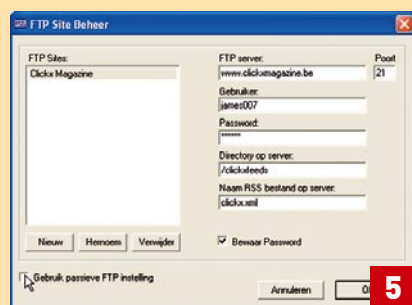 FTP Site Beheer
FTP Sites:
Clickx Magazine
FTP server:
Poort
www.clickxmagazine.be
21
Gebruiker:
james007
Password:
******
Directory op server:
/clickxfeeds
Naam RSS bestand op server:
clickx.xml
Nieuw
Hernoem
Verwijder
Bewaar Password
Gebruik passieve FTP instelling
Annuleren
5